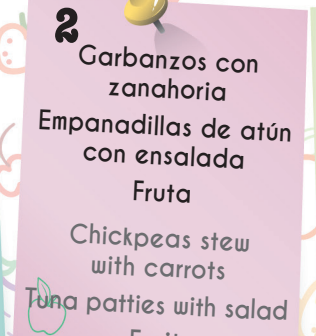 2
Garbanzos con
zanahoria
Empanadillas de atún
con ensalada
Fruta
Chickpeas stew
with carrots
Tuna patties with salad